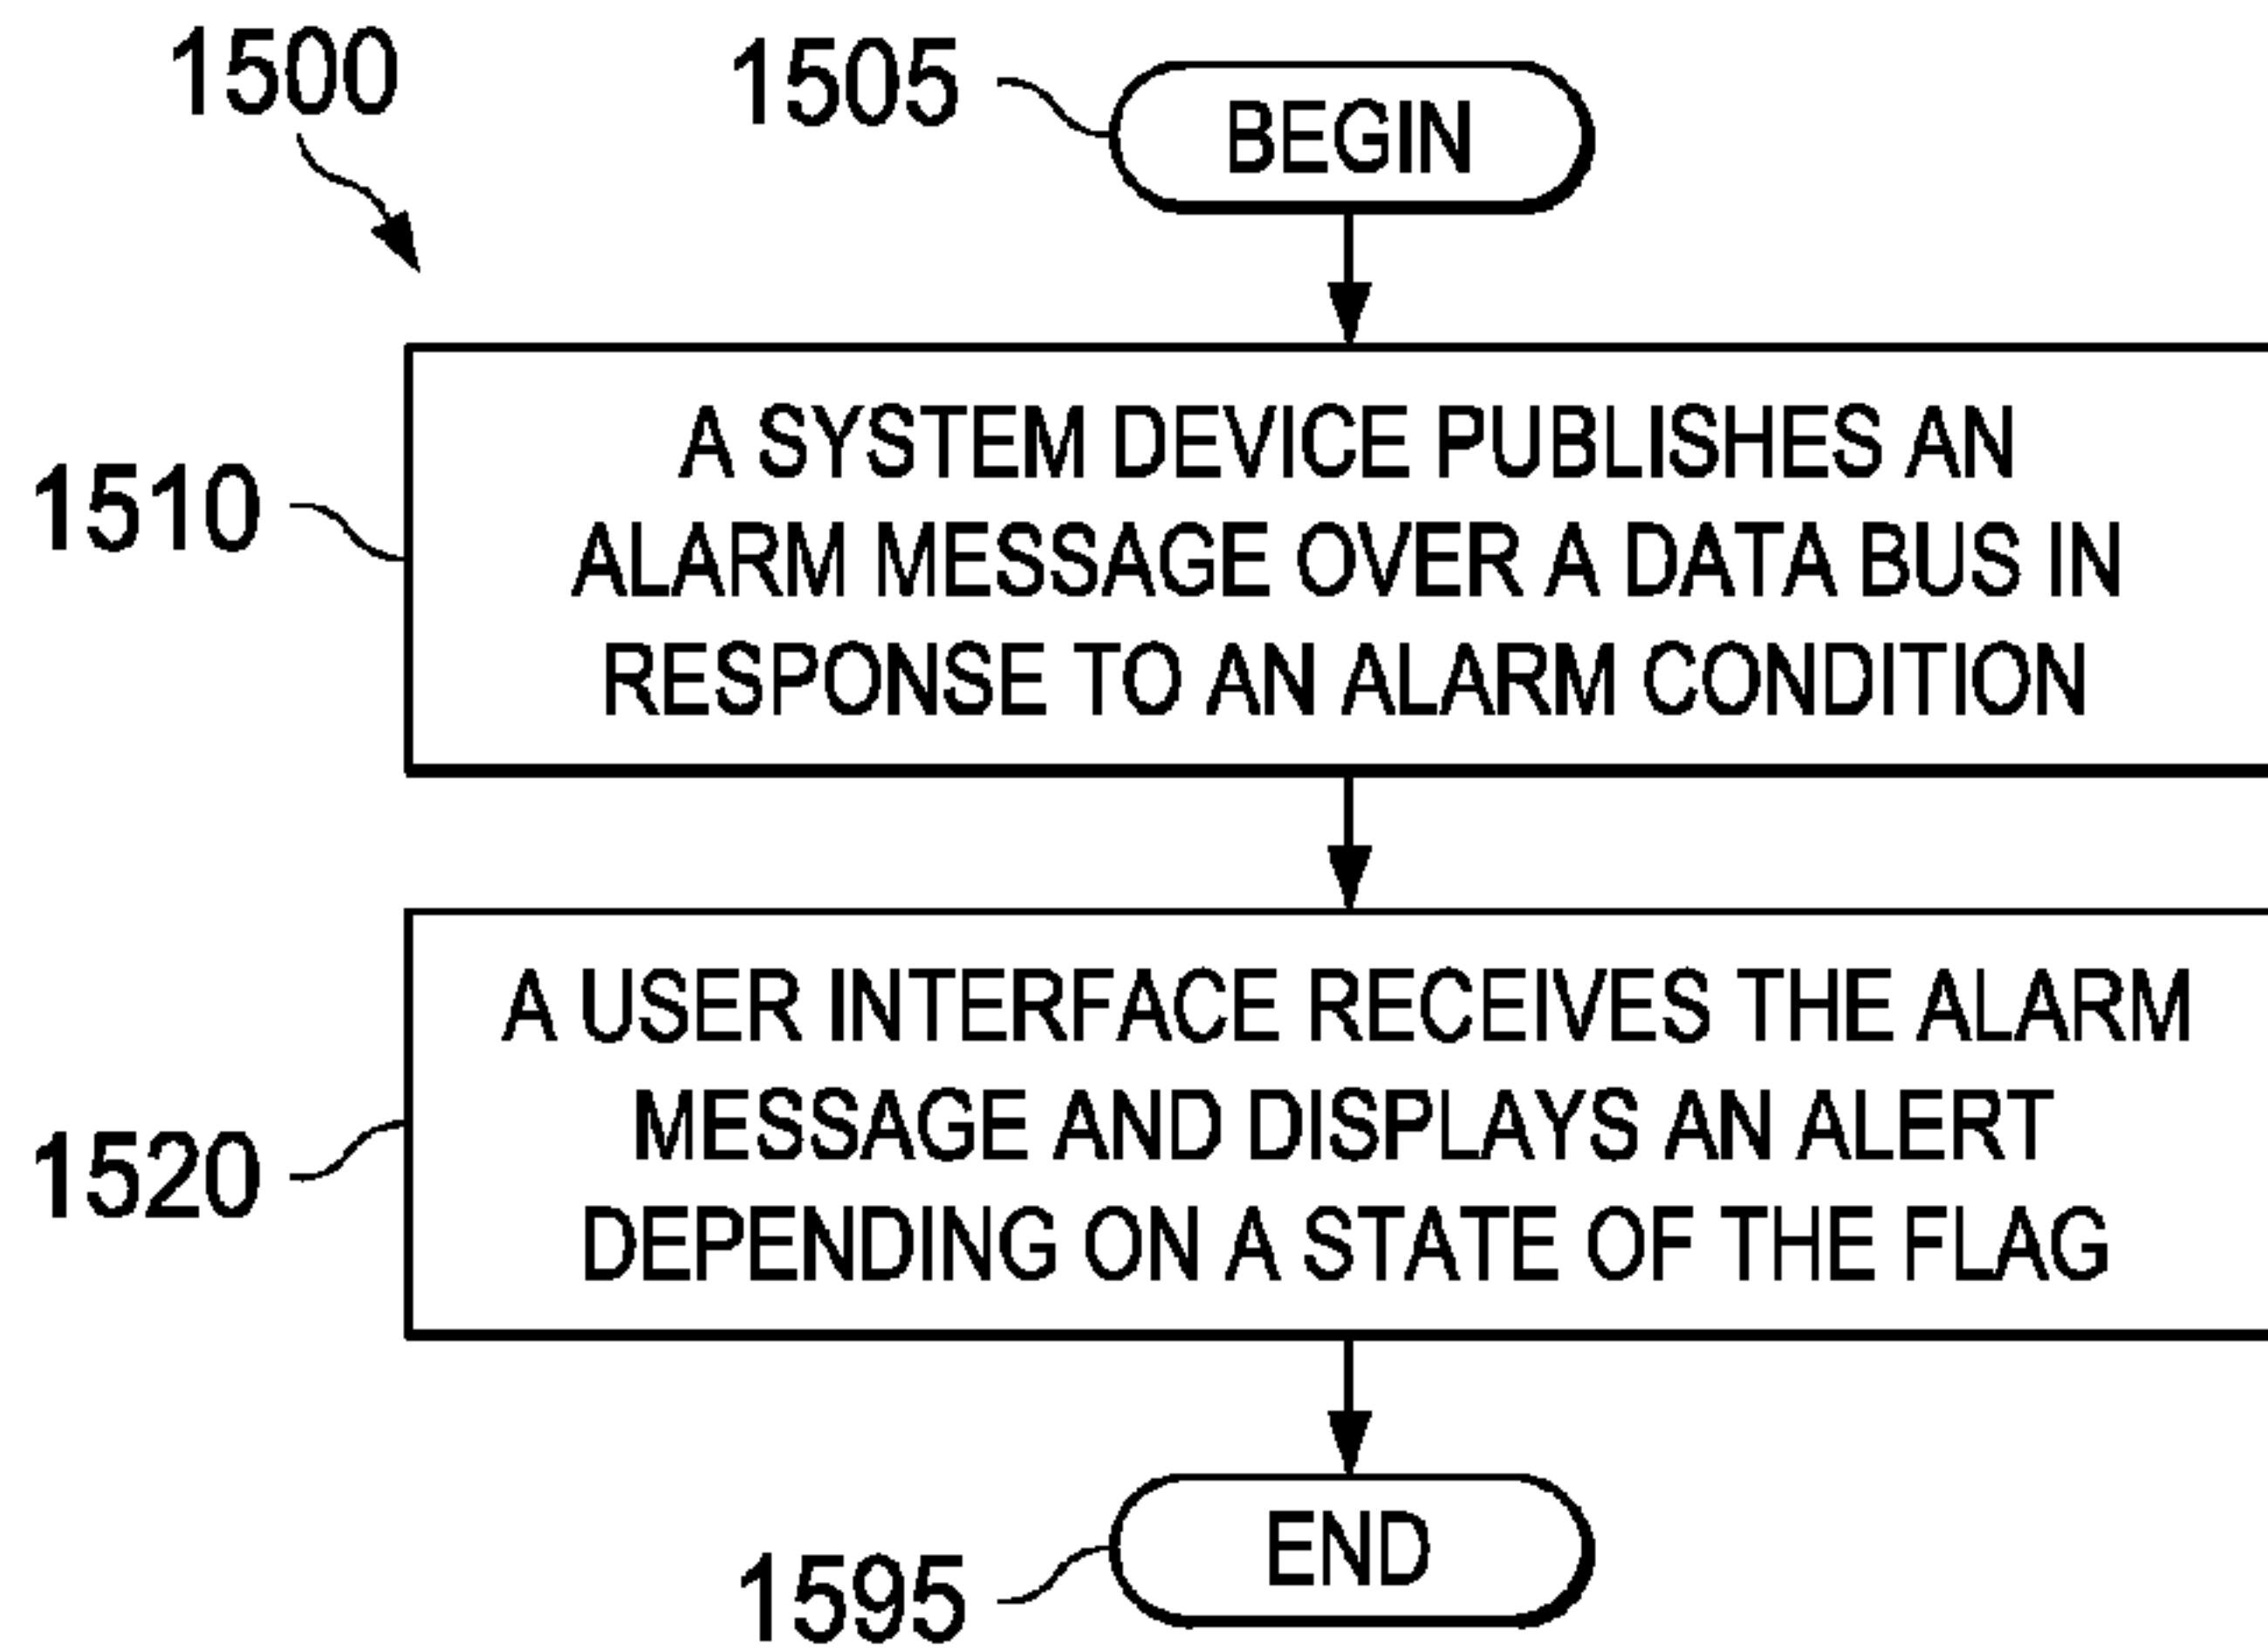 1500
1505
BEGIN
1510
A SYSTEM DEVICE PUBLISHES AN
ALARM MESSAGE OVER A DATA BUS IN
RESPONSE TO AN ALARM CONDITION
1520
A USER INTERFACE RECEIVES THE ALARM
MESSAGE AND DISPLAYS AN ALERT
DEPENDING ON A STATE OF THE FLAG
1595
END